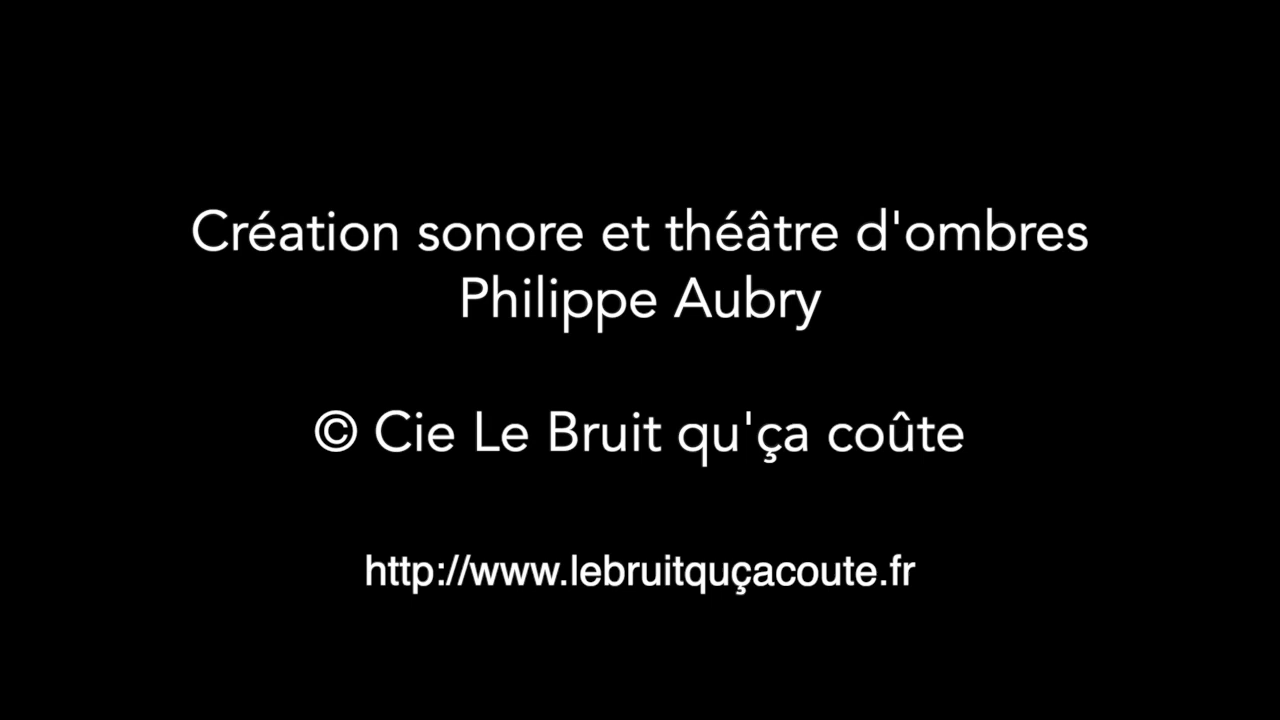 Création sonore et théâtre d'ombres
Philippe Aubry
© Cie Le Bruit qu'ça coûte
http://www.lebruitquçacoute.fr